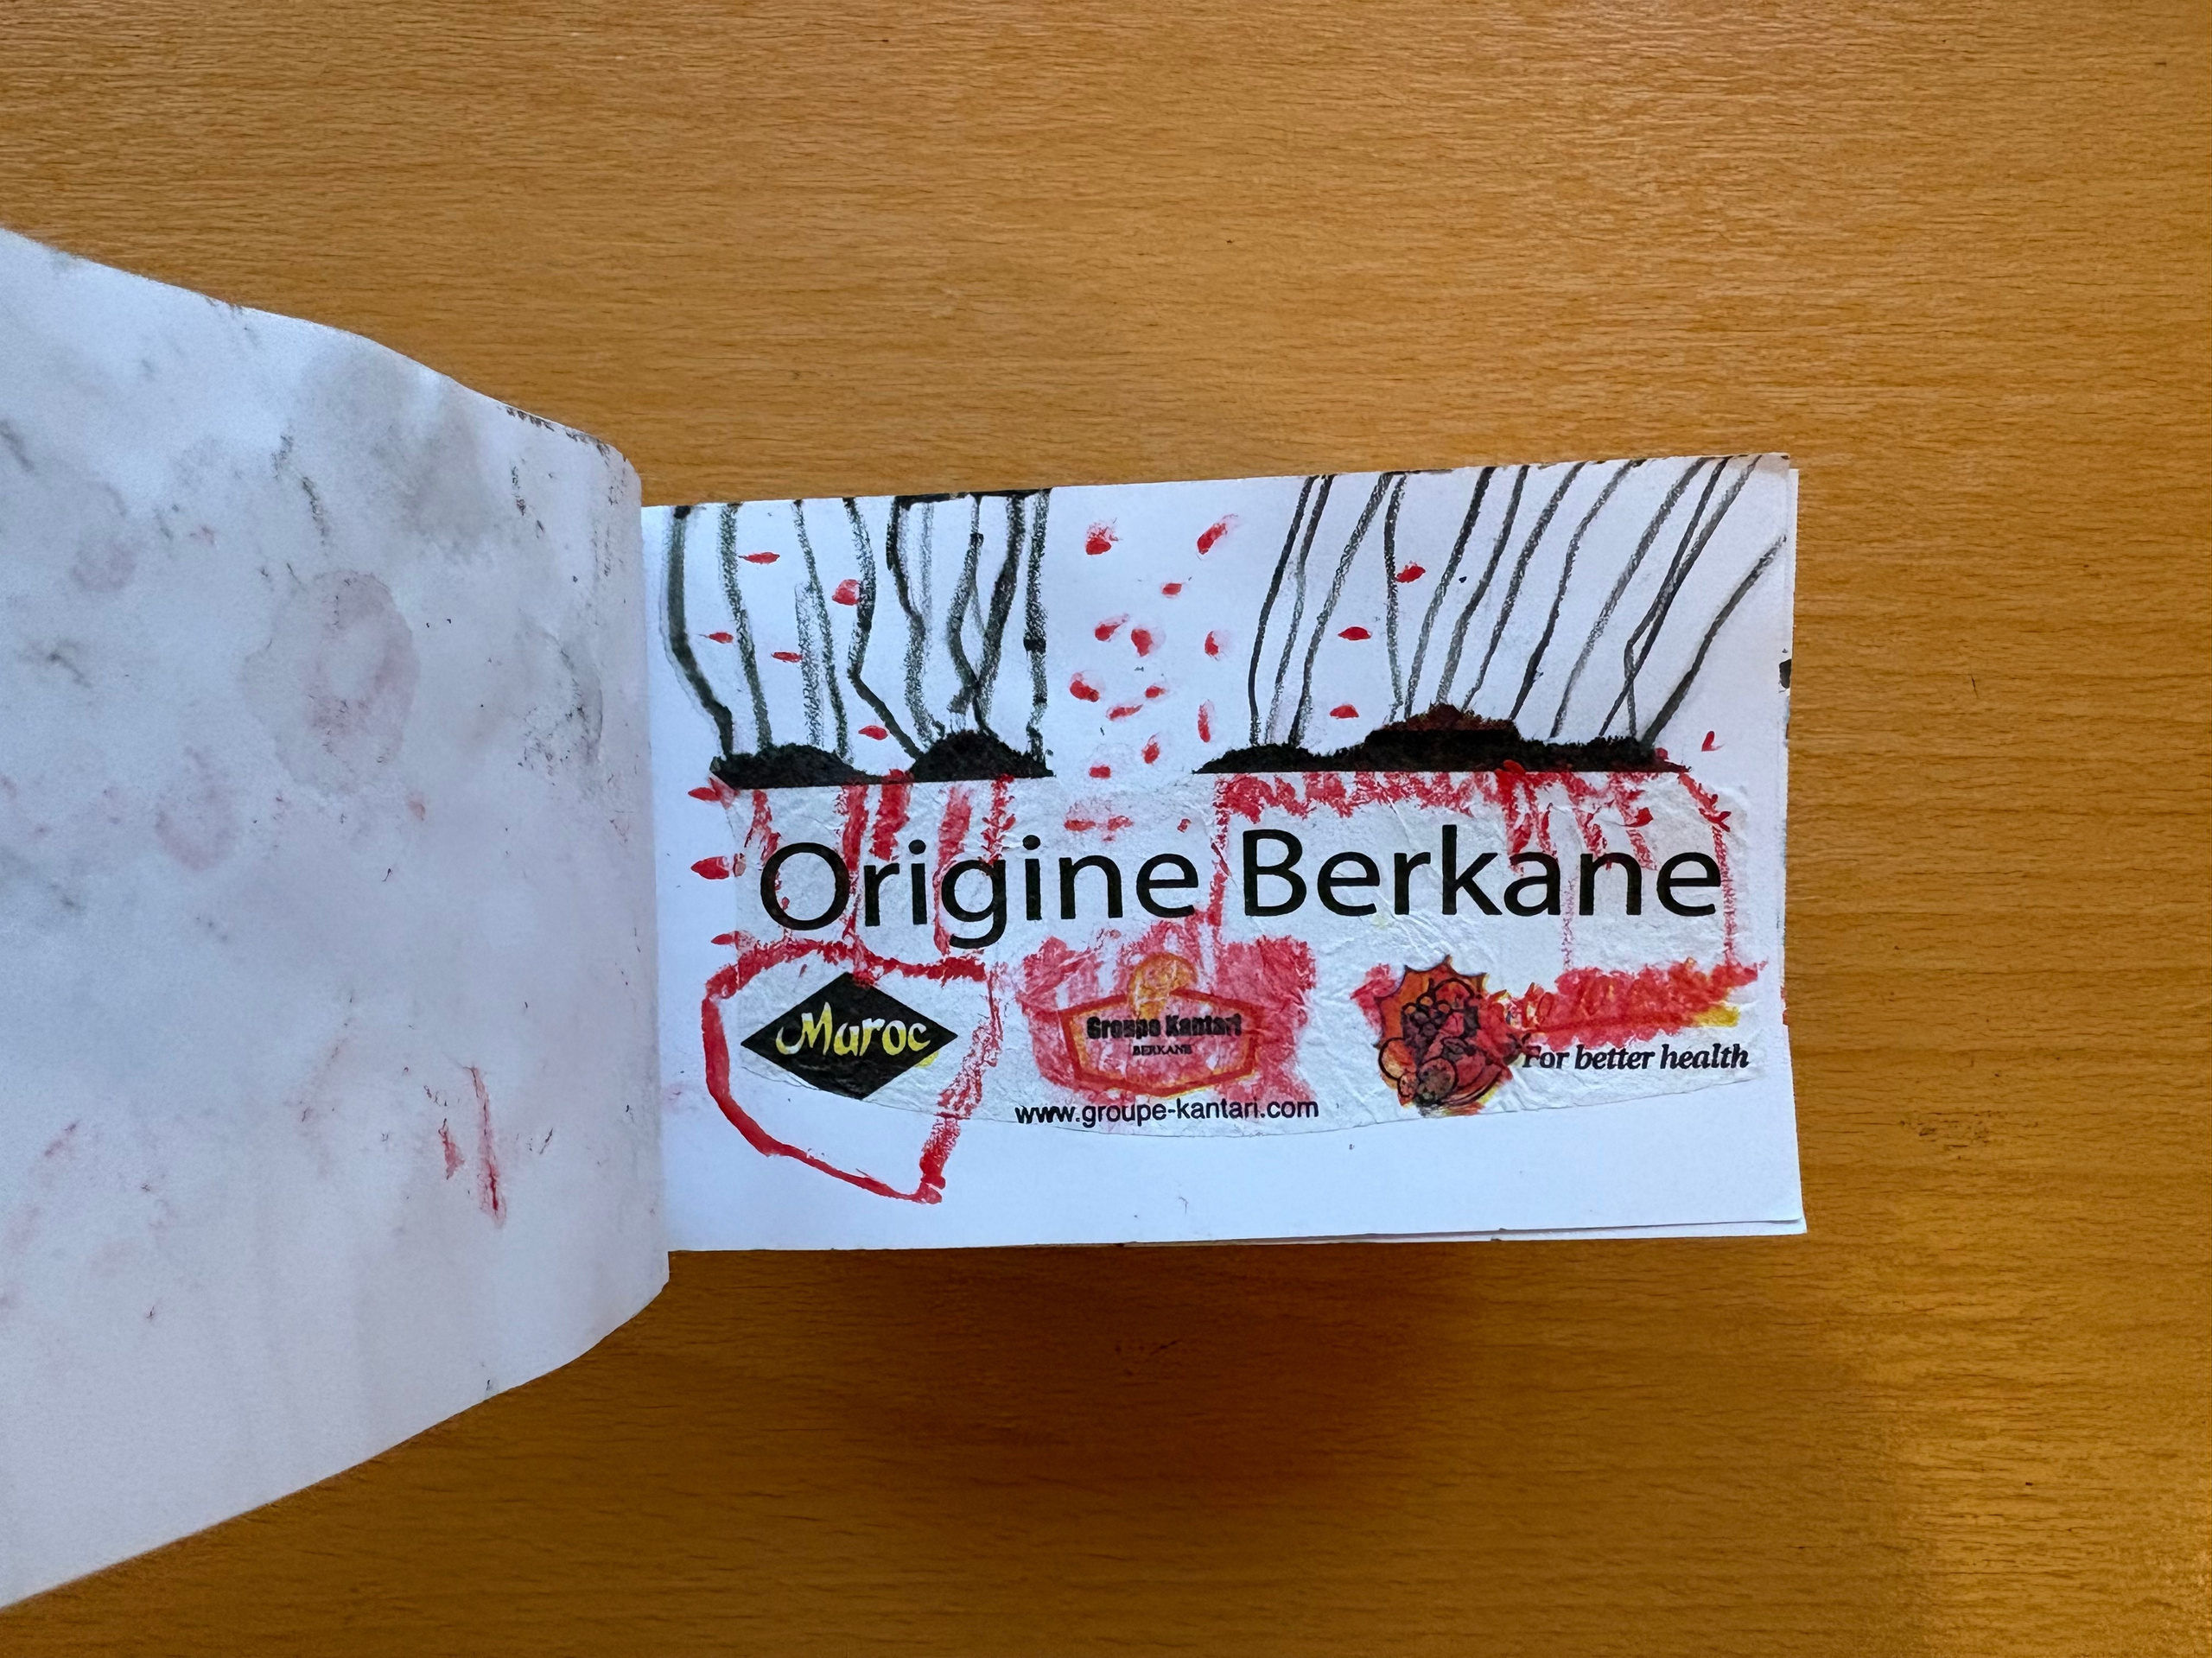 Origine Berkane
Maroc
Groupe Kantari
BERKANE
For better health
www.groupe-kantari.com